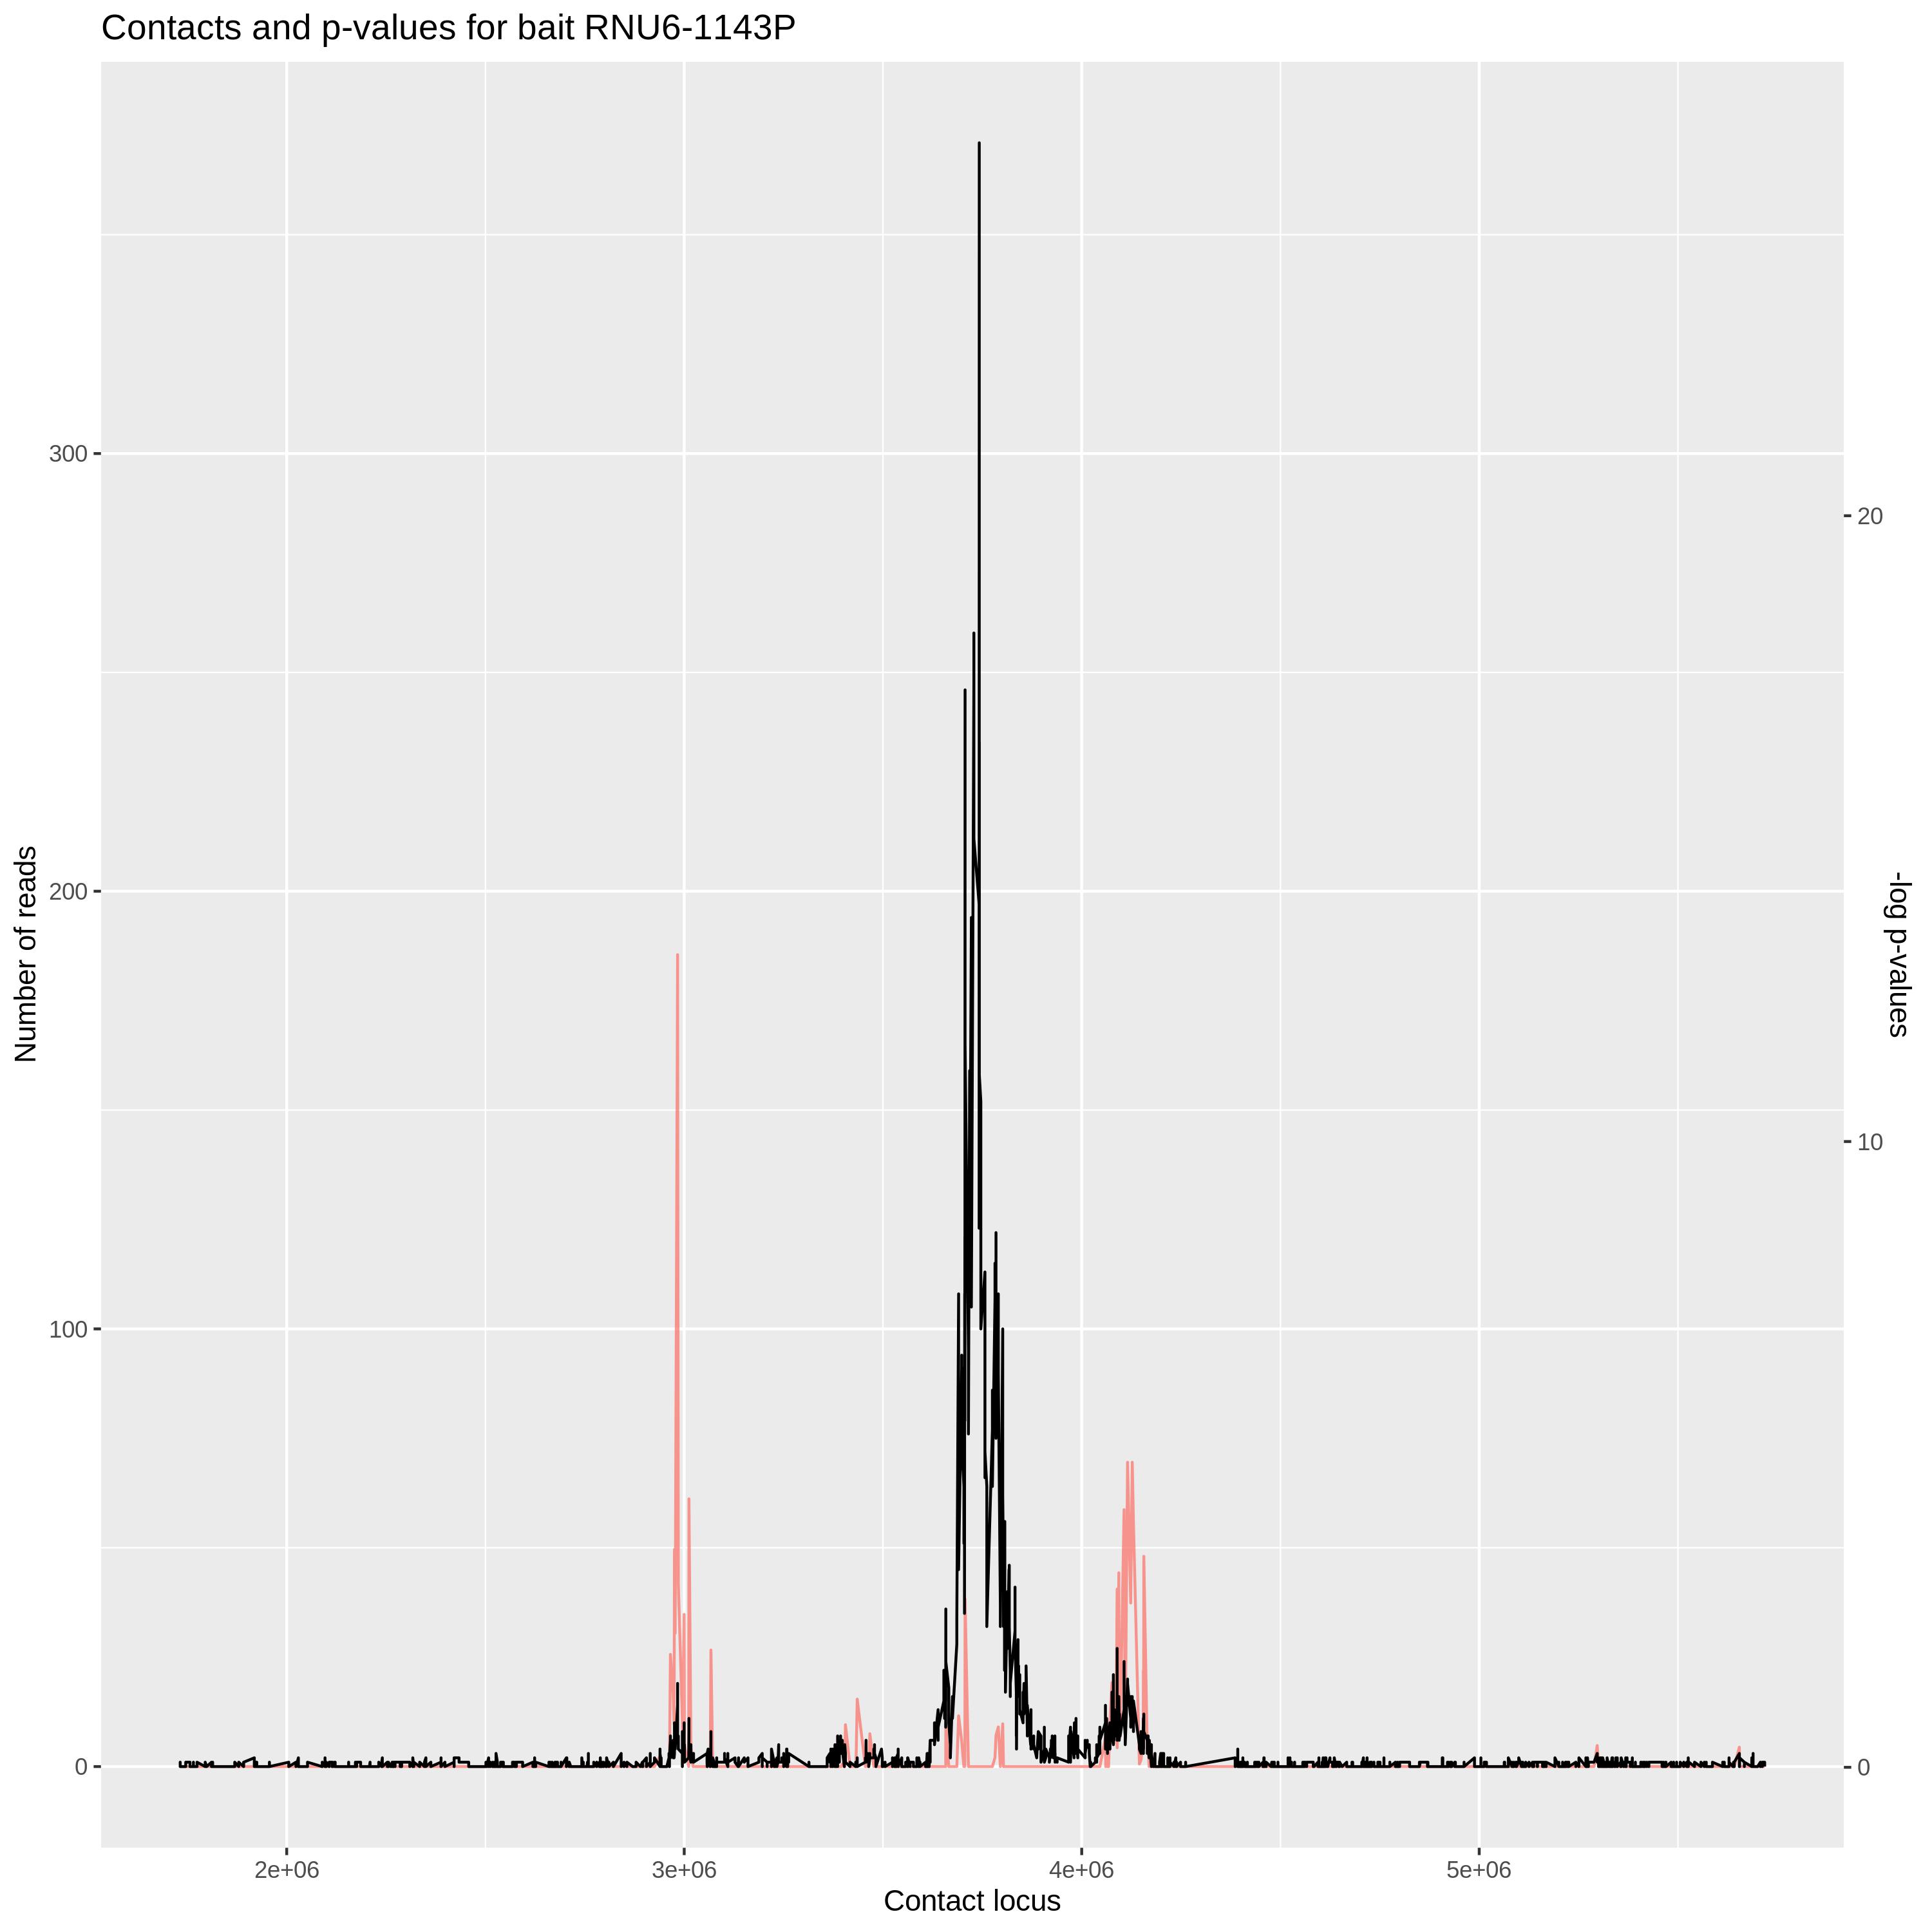 Contacts and p-values for bait RNU6-1143P
300
200
100
0
Number of reads
20
10
0
-log p-values
2e+06
3e+06
4e+06
5e+06
Contact locus